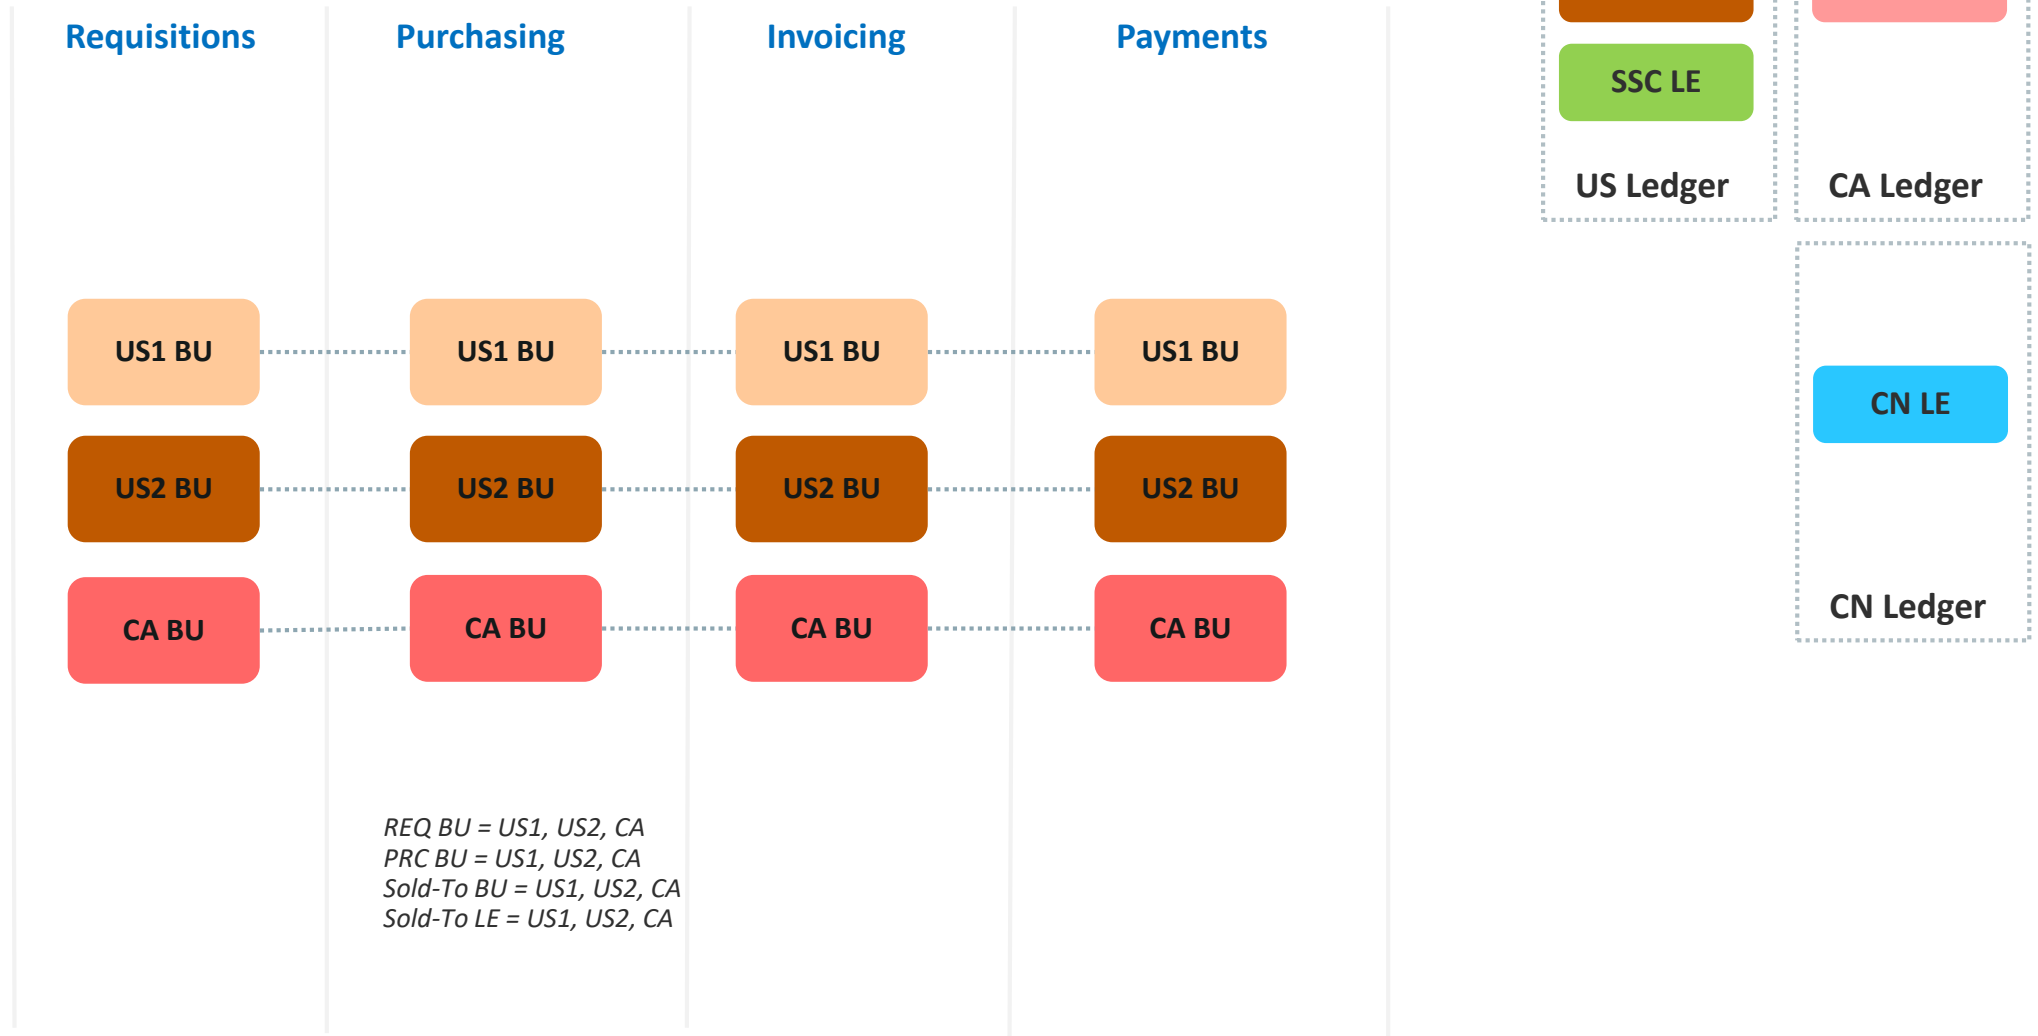 Requisitions
Purchasing
Invoicing
Payments
SSC LE
US Ledger
CA Ledger
US1 BU
US1 BU
US1 BU
US1 BU
CN LE
US2 BU
US2 BU
US2 BU
US2 BU
CN Ledger
CA BU
CA BU
CA BU
CA BU
REQ BU = US1, US2, CA
PRC BU = US1, US2, CA
Sold-To BU = US1, US2, CA
Sold-To LE = US1, US2, CA